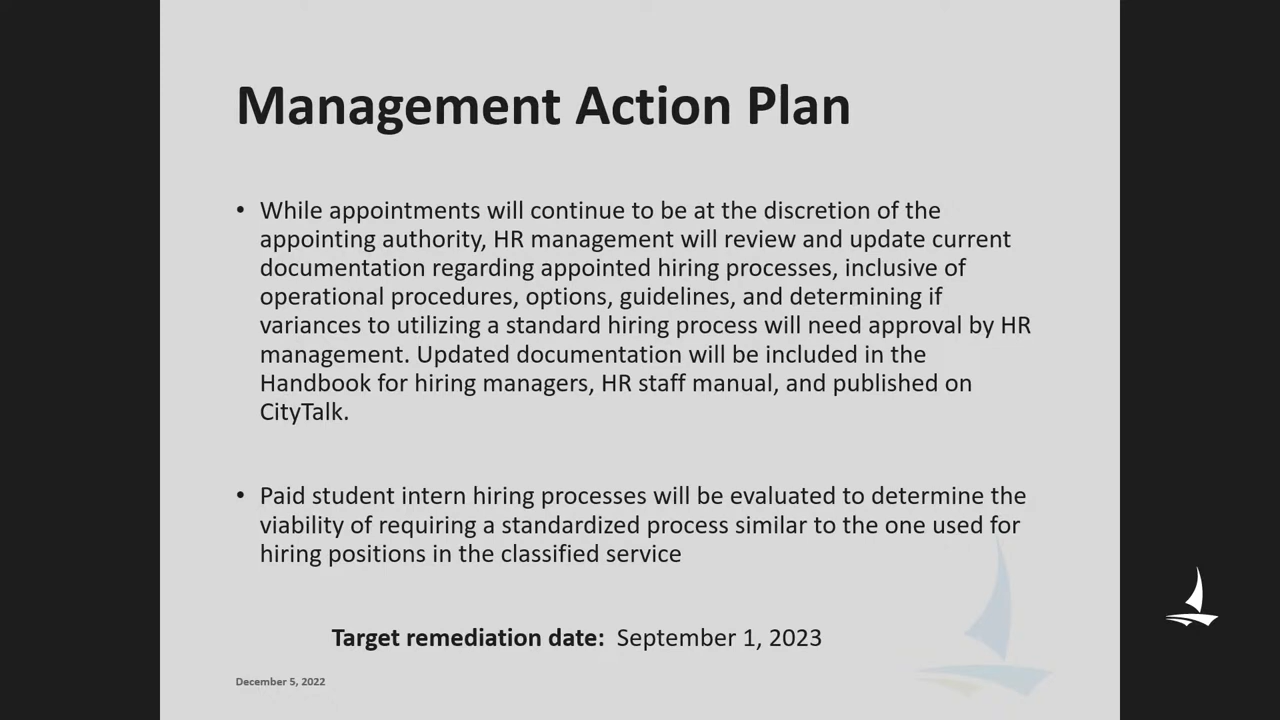 Management Action Plan
• While appointments will continue to be at the discretion of the
appointing authority, HR management will review and update current
documentation regarding appointed hiring processes, inclusive of
operational procedures, options, guidelines, and determining if
variances to utilizing a standard hiring process will need approval by HR
management. Updated documentation will be included in the
Handbook for hiring managers, HR staff manual, and published on
CityTalk.
• Paid student intern hiring processes will be evaluated to determine the
viability of requiring a standardized process similar to the one used for
hiring positions in the classified service
Target remediation date: September 1, 2023
December 5, 2022